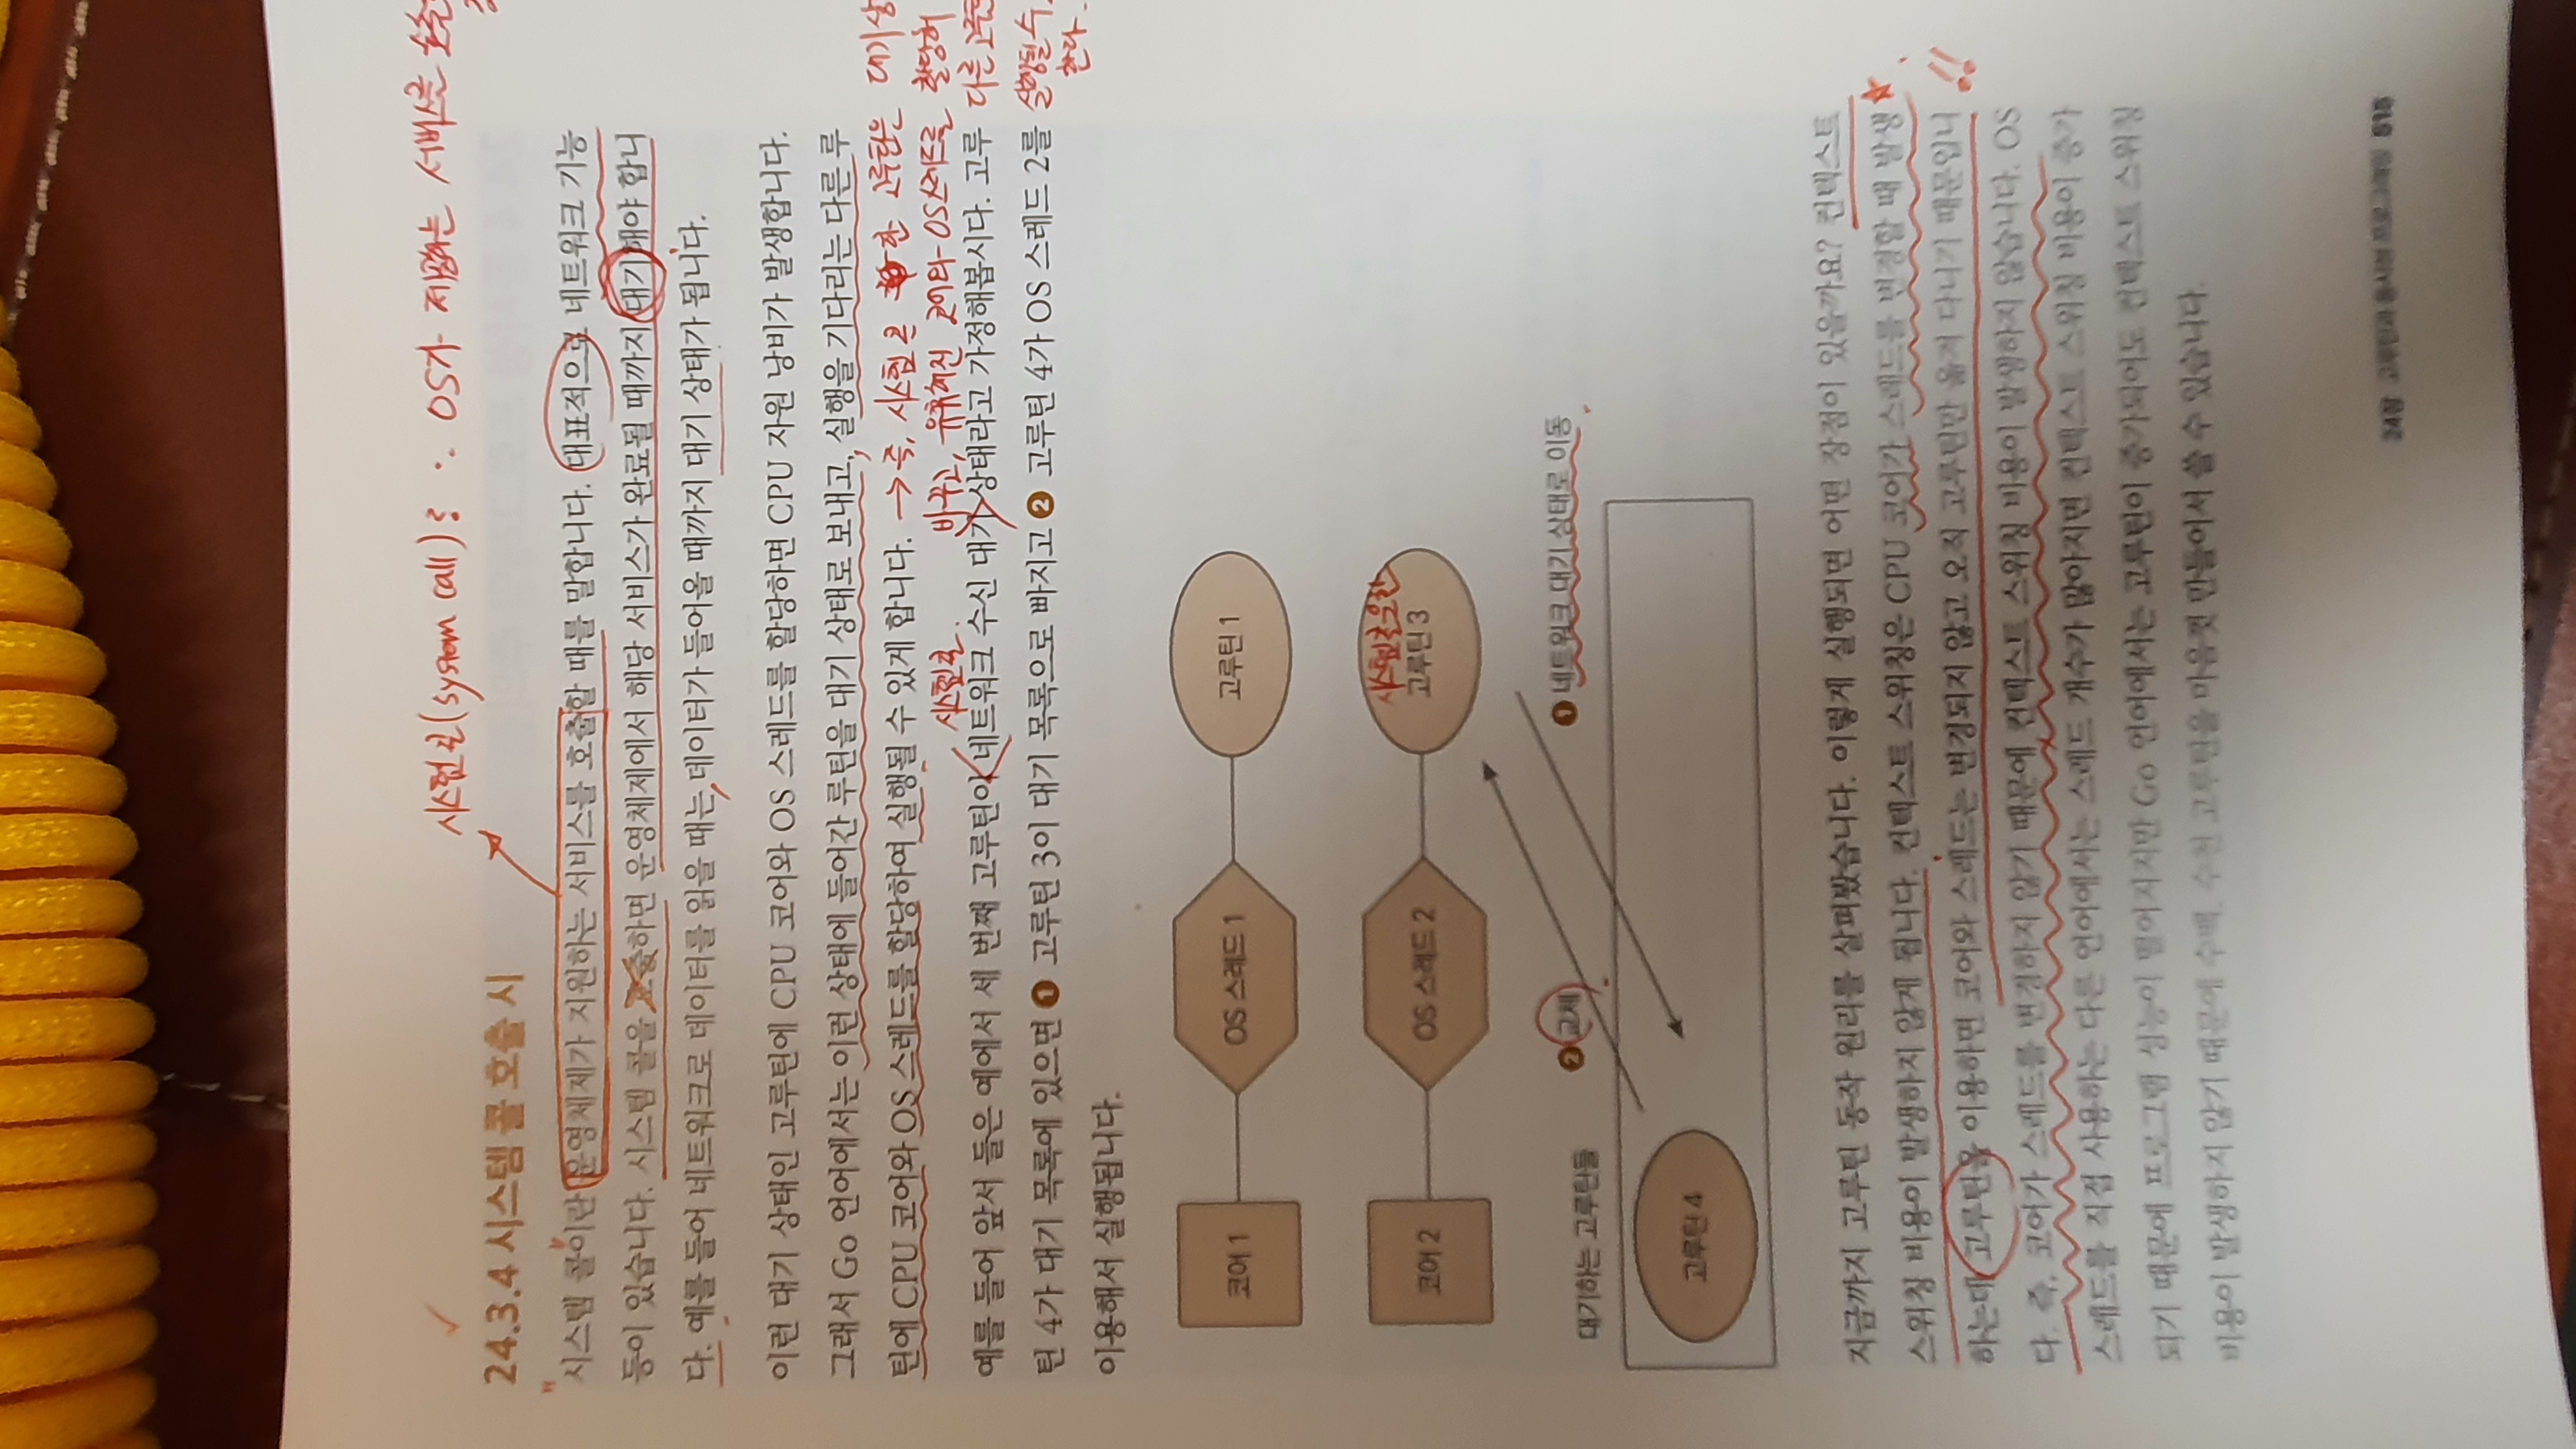 시스템 콜(system call) : OS가 제공하는 서비스를
24.3.4 시스템 콜 호출 시
"시스템 콜"이란 운영체제가 지원하는 서비스를 호출할 때를 말합니다. 대표적으로 네트워크 기능
등이 있습니다. 시스템 콜을 호출하면 운영체제에서 해당 서비스가 완료될 때까지 대기해야 합니
다. 예를 들어 네트워크로 데이터를 읽을 때는, 데이터가 들어올 때까지 대기 상태가 됩니다.
이런 대기 상태인 고루틴에 CPU 코어와 OS 스레드를 할당하면 CPU 자원 낭비가 발생합니다.
그래서 Go 언어에서는 이런 상태에 들어간 루틴을 대기 상태로 보내고, 실행을 기다리는 다른 루
틴에 CPU 코어와 OS 스레드를 할당하여 실행될 수 있게 합니다. → 즉, 시스템 콜 한 고루틴은 대기상
시스템콜. 바꾸고, 유휴해진 코어와 OS스레드를 할당해
예를 들어 앞서 들은 예에서 세 번째 고루틴이 네트워크 수신 대기 상태라고 가정해봅시다. 고루 다른 고루틴
틴 4가 대기 목록에 있으면 ❶ 고루틴 3이 대기 목록으로 빠지고 ❷ 고루틴 4가 OS 스레드 2를 실행될 수
한다.
이용해서 실행됩니다.
코어 1 OS 스레드 1 고루틴 1
시스템콜을한
코어 2 OS 스레드 2 고루틴 3
❷ 교체 ❶ 네트워크 대기 상태로 이동
대기하는 고루틴들
고루틴 4
지금까지 고루틴 동작 원리를 살펴봤습니다. 이렇게 실행되면 어떤 장점이 있을까요? 컨텍스트
스위칭 비용이 발생하지 않게 됩니다. 컨텍스트 스위칭은 CPU 코어가 스레드를 변경할 때 발생
하는데 고루틴을 이용하면 코어와 스레드는 변경되지 않고 오직 고루틴만 옮겨 다니기 때문입니 !!
다. 즉, 코어가 스레드를 변경하지 않기 때문에 컨텍스트 스위칭 비용이 발생하지 않습니다. OS
스레드를 직접 사용하는 다른 언어에서는 스레드 개수가 많아지면 컨텍스트 스위칭 비용이 증가
되기 때문에 프로그램 성능이 떨어지지만 Go 언어에서는 고루틴이 증가되어도 컨텍스트 스위칭
비용이 발생하지 않기 때문에 수백, 수천 고루틴을 마음껏 만들어서 쓸 수 있습니다.
24장 고루틴과 동시성 프로그래밍 515